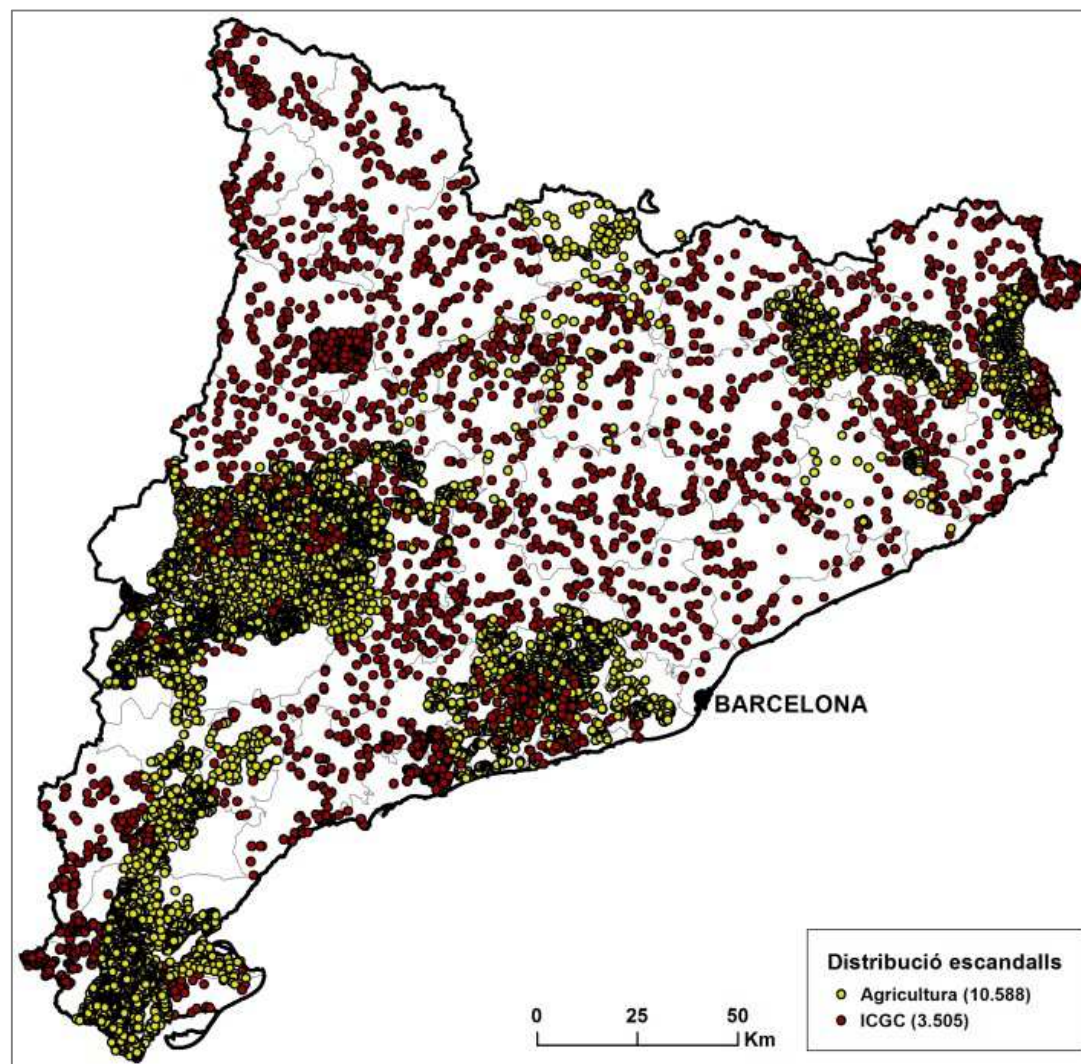 BARCELONA
Distribució escandalls
Agricultura (10.588)
ICGC (3.505)
0 25 50
Km